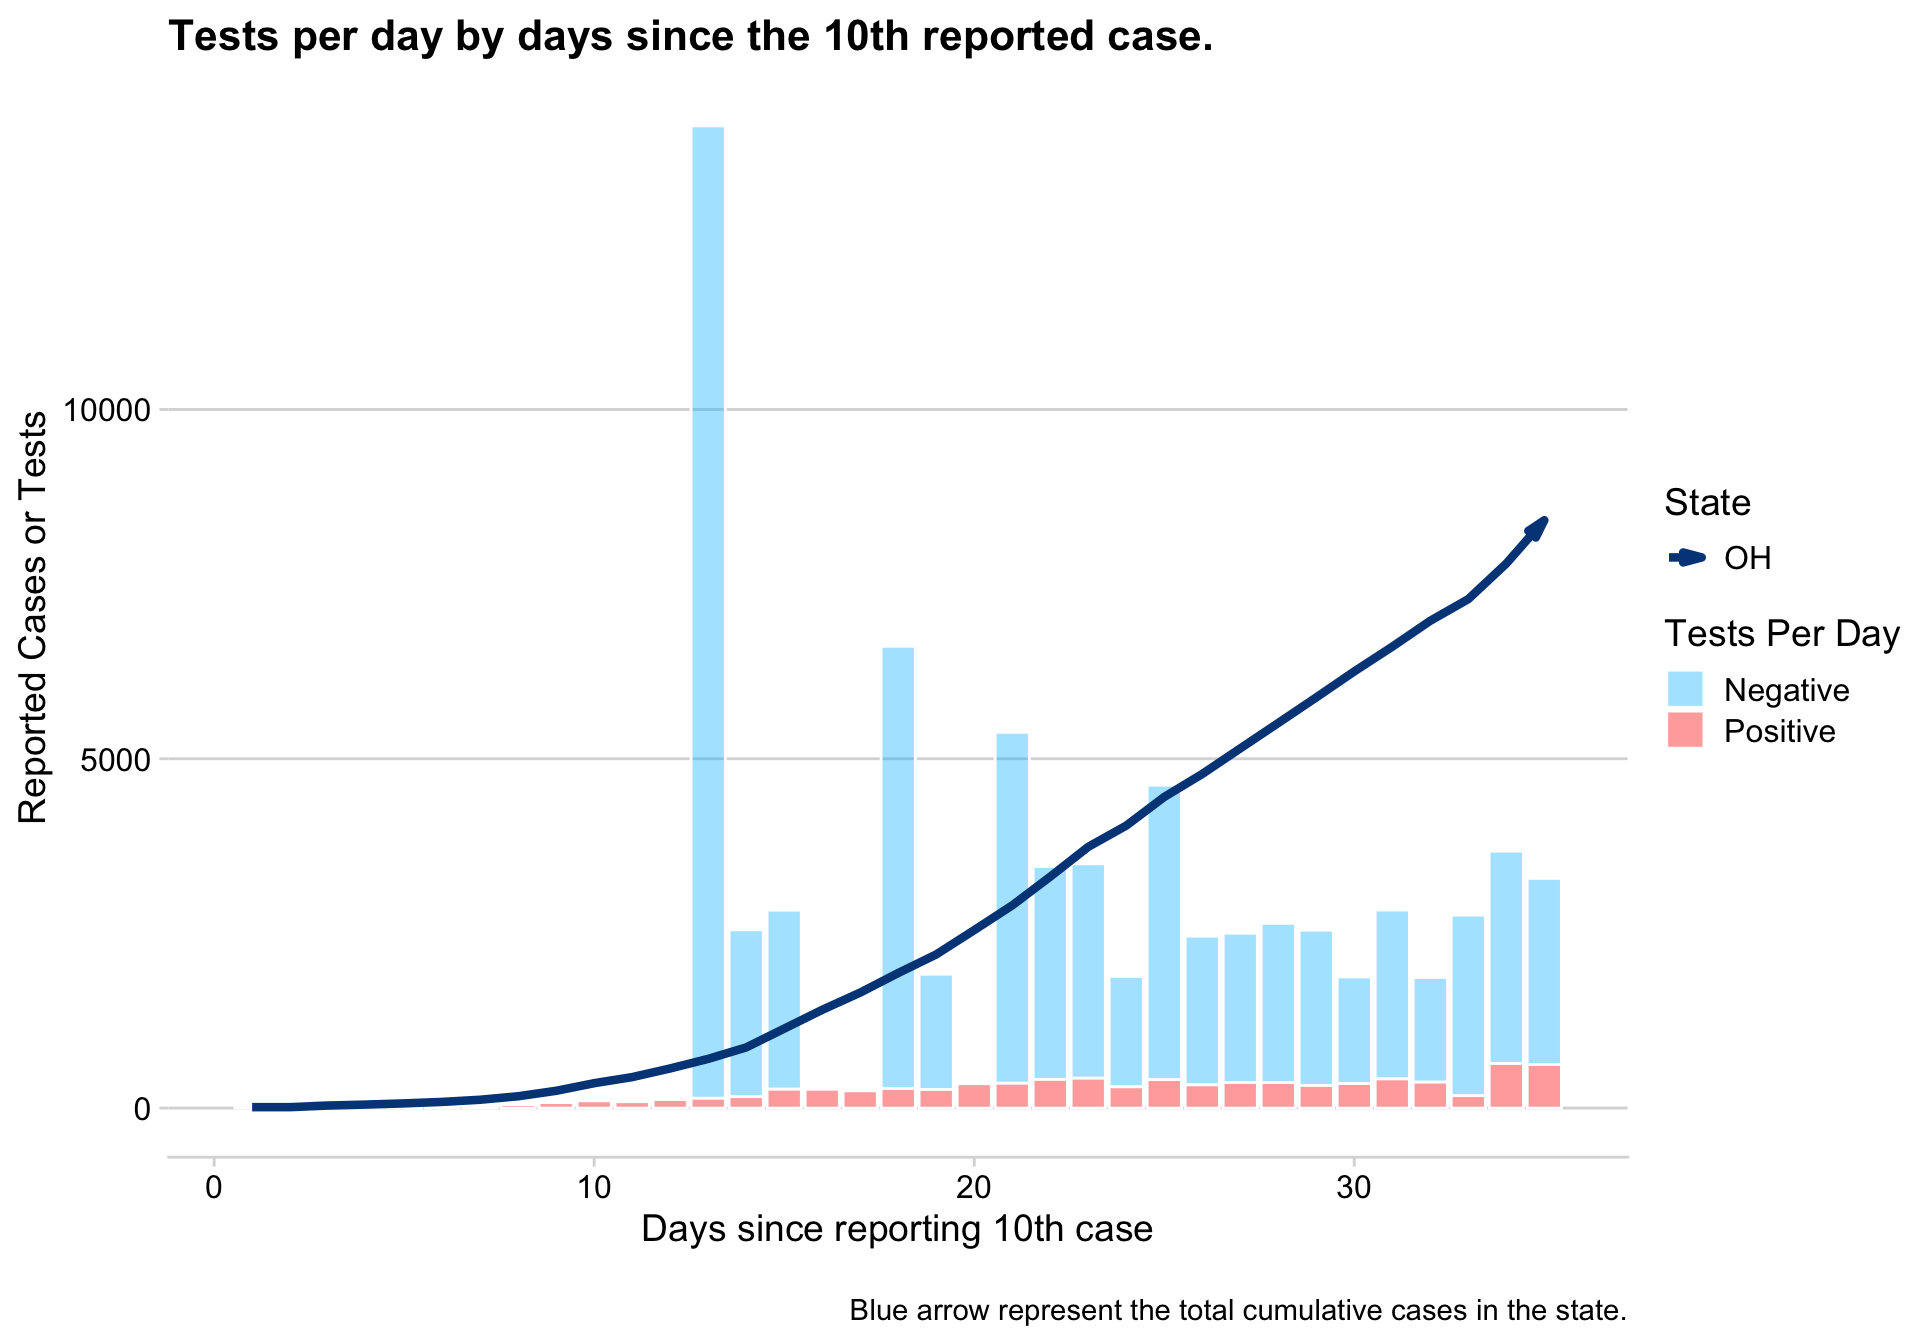 Tests per day by days since the 10th reported case.
Reported Cases or Tests
10000
5000
0
0
10
20
30
Days since reporting 10th case
State
OH
Tests Per Day
Negative
Positive
Blue arrow represent the total cumulative cases in the state.